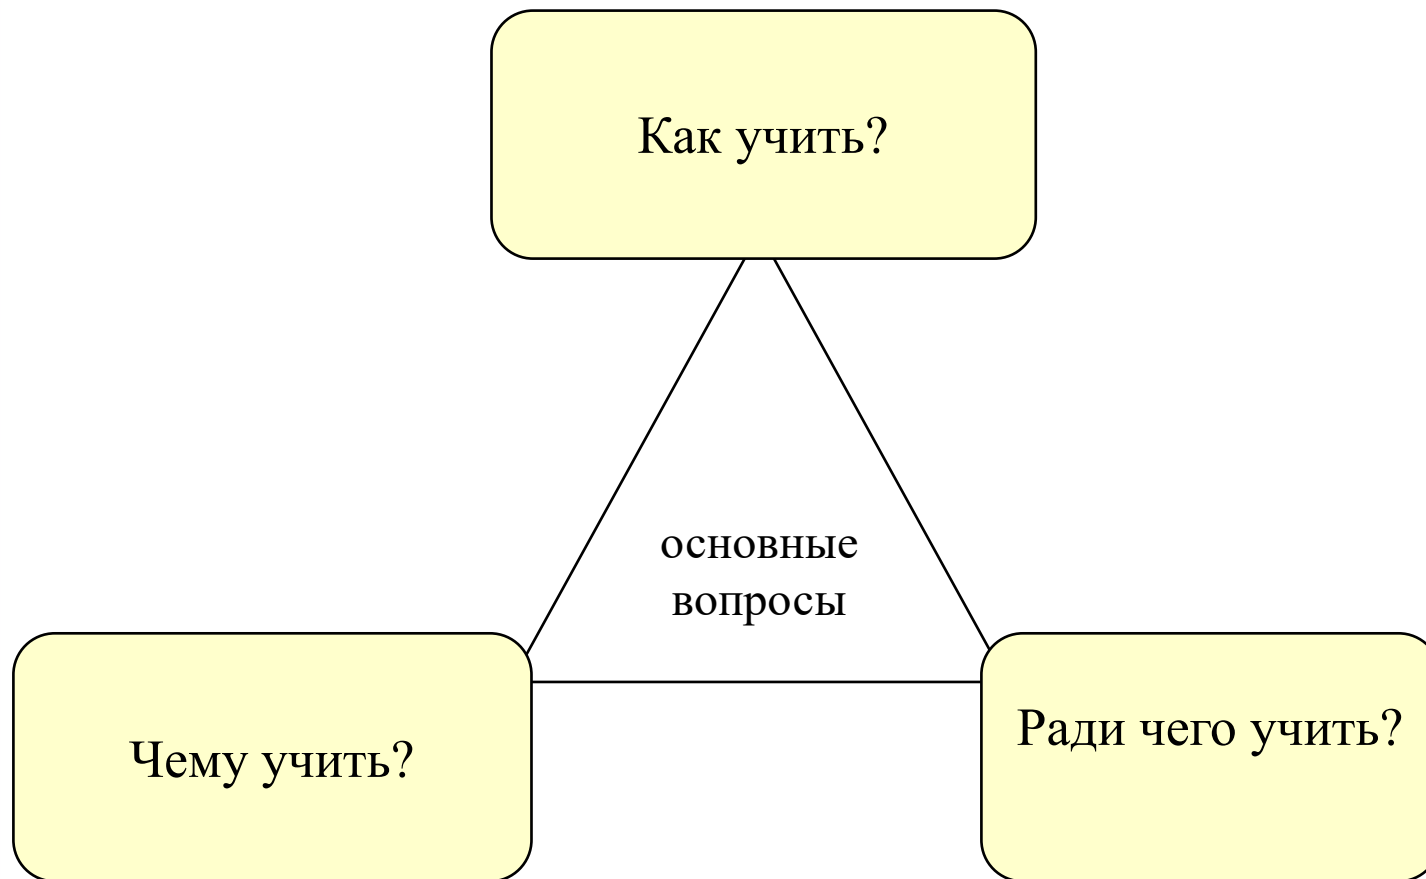 Как учить?
основные
вопросы
Чему учить?
Ради чего учить?